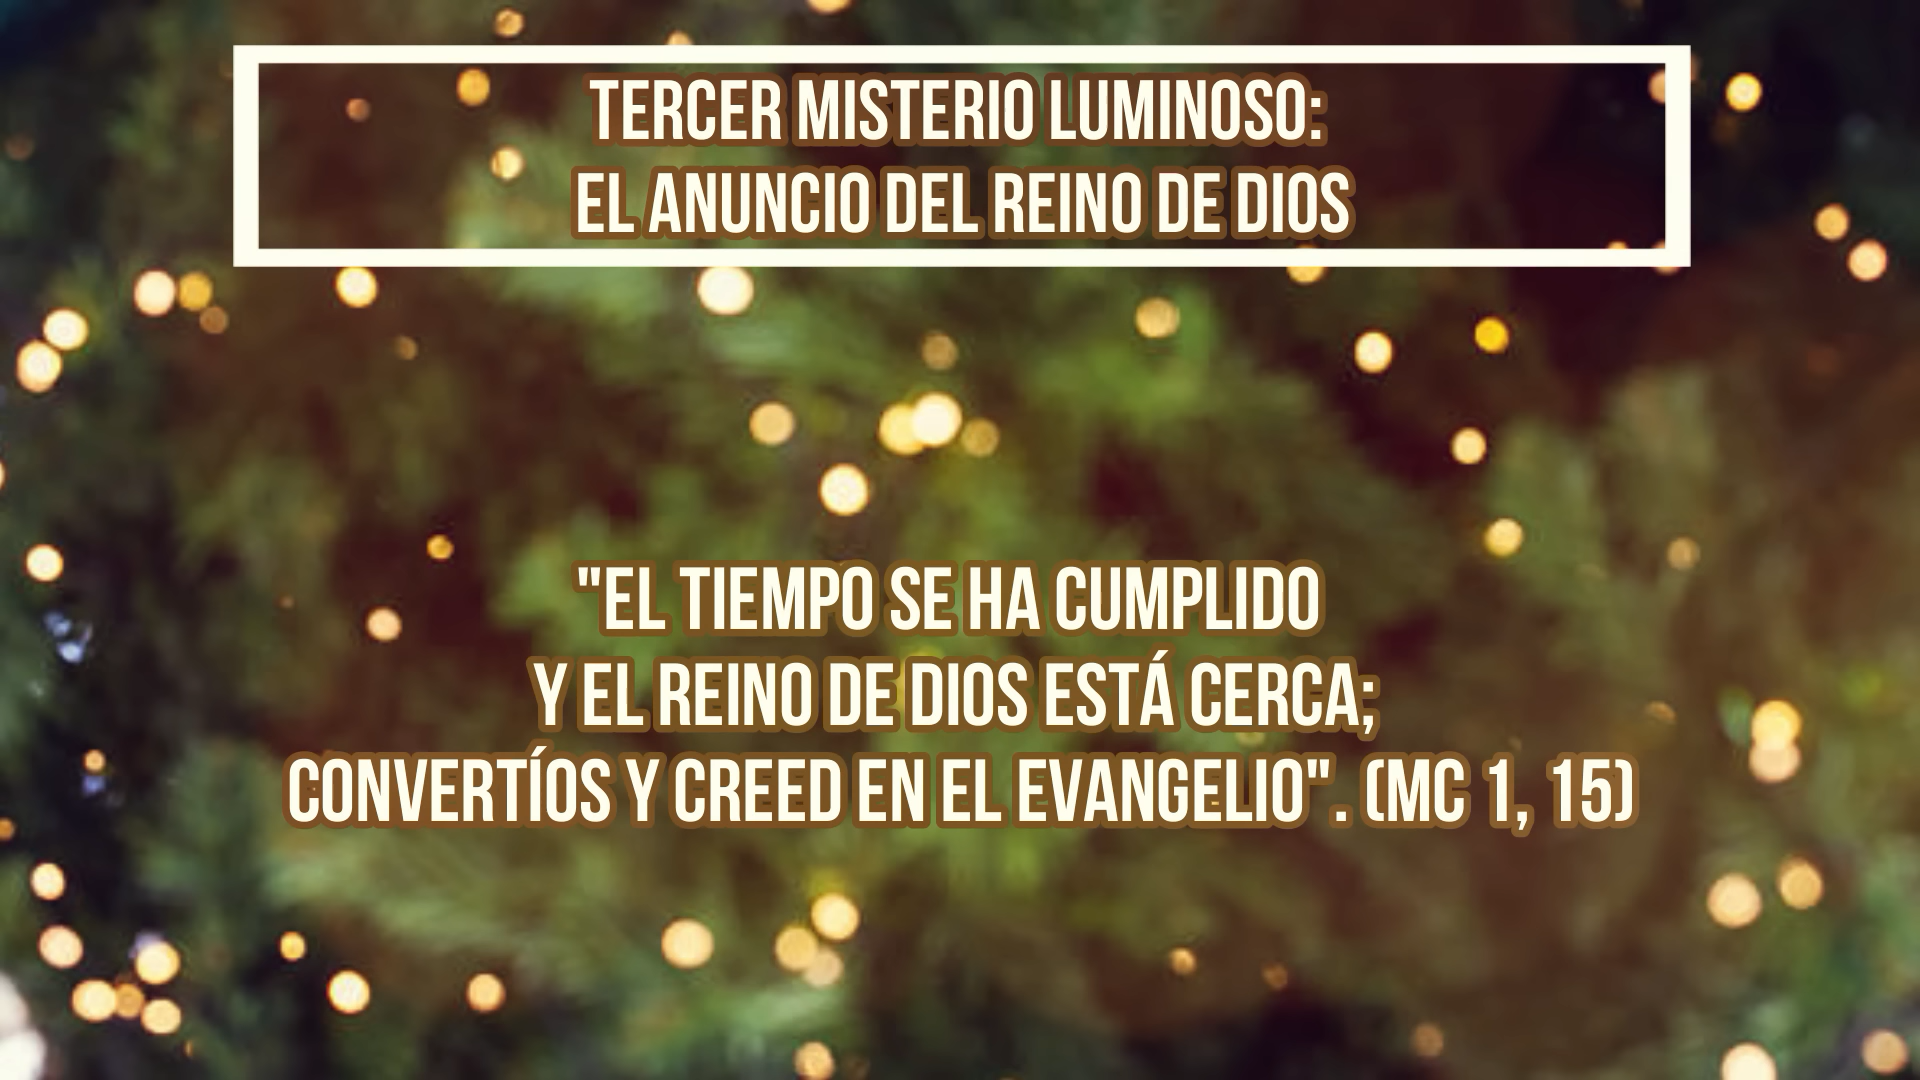 TERCER MISTERIO LUMINOSO:
EL ANUNCIO DEL REINO DE DIOS
"EL TIEMPO SE HA CUMPLIDO
Y EL REINO DE DIOS ESTÁ CERCA;
CONVERTÍOS Y CREED EN EL EVANGELIO". (MC 1, 15)